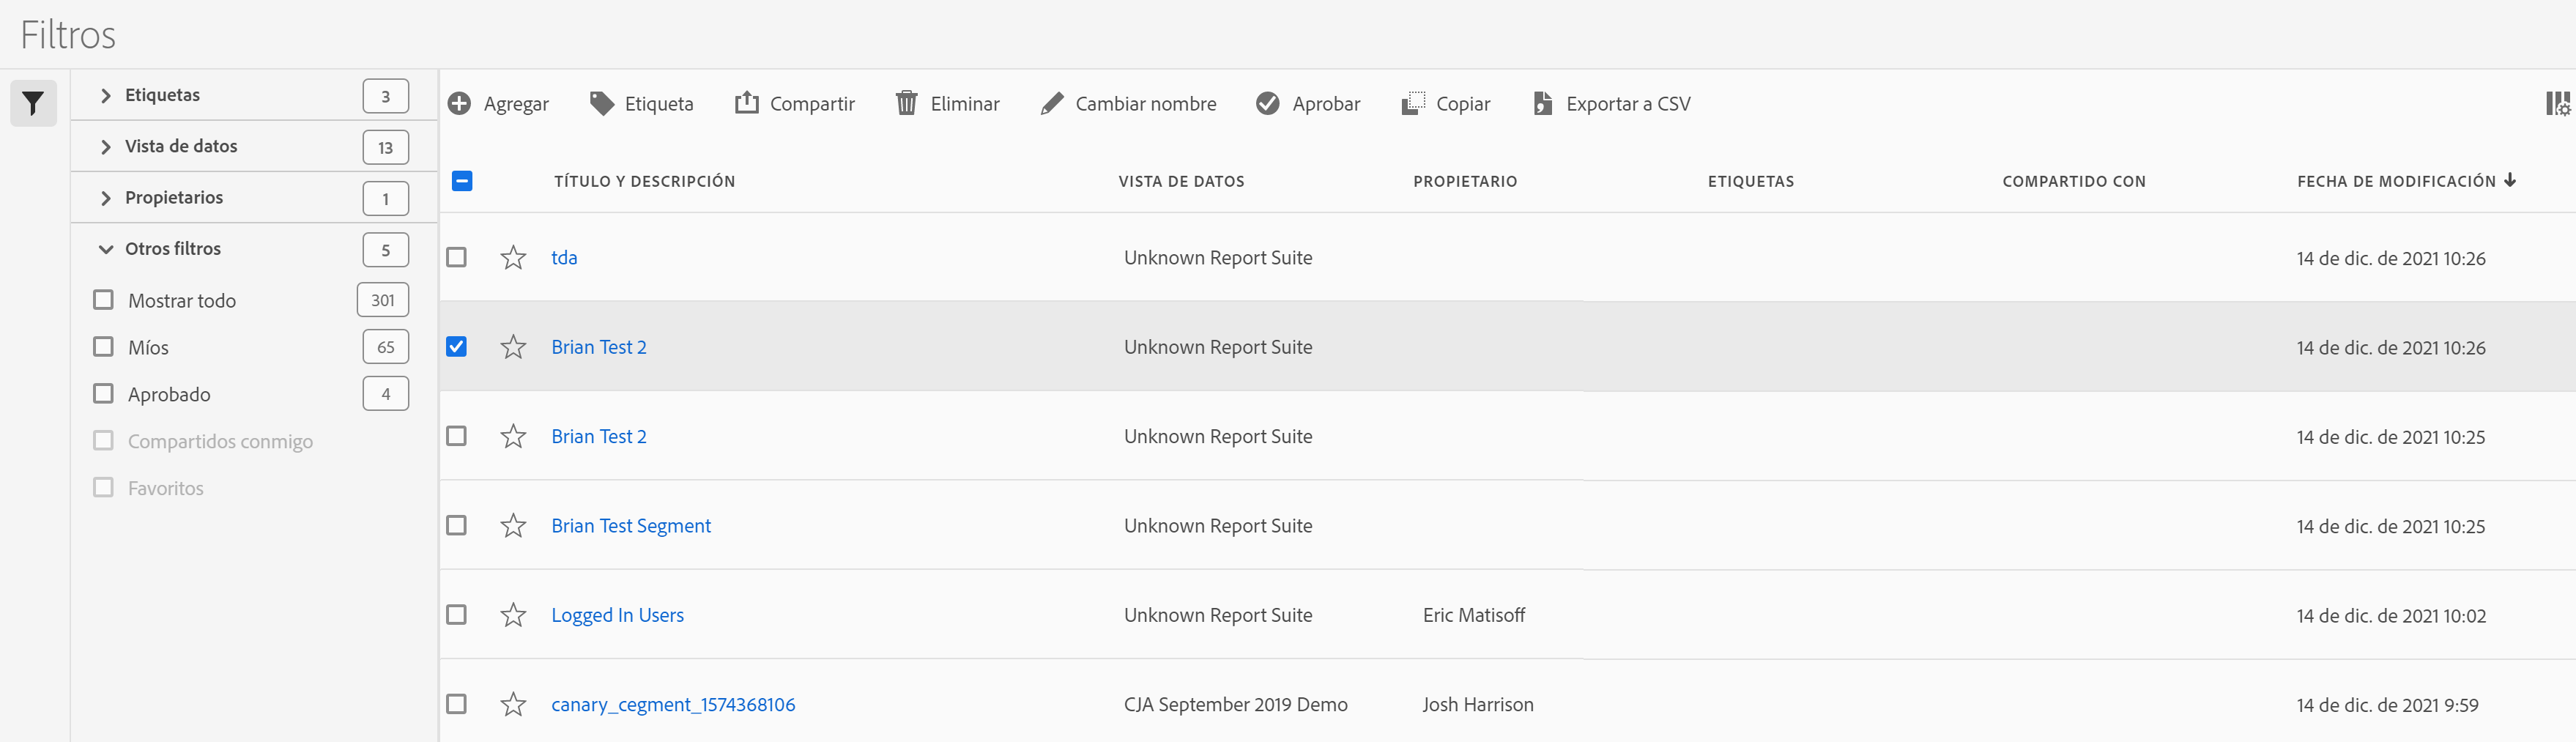 Filtros
Etiquetas 3
Vista de datos 13
Propietarios 1
Otros filtros 5
Mostrar todo 301
Míos 65
Aprobado 4
Compartidos conmigo
Favoritos
Agregar Etiqueta Compartir Eliminar Cambiar nombre Aprobar Copiar Exportar a CSV
TÍTULO Y DESCRIPCIÓN VISTA DE DATOS PROPIETARIO ETIQUETAS COMPARTIDO CON FECHA DE MODIFICACIÓN
tda Unknown Report Suite 14 de dic. de 2021 10:26
Brian Test 2 Unknown Report Suite 14 de dic. de 2021 10:26
Brian Test 2 Unknown Report Suite 14 de dic. de 2021 10:25
Brian Test Segment Unknown Report Suite 14 de dic. de 2021 10:25
Logged In Users Unknown Report Suite Eric Matisoff 14 de dic. de 2021 10:02
canary_cegment_1574368106 CJA September 2019 Demo Josh Harrison 14 de dic. de 2021 9:59